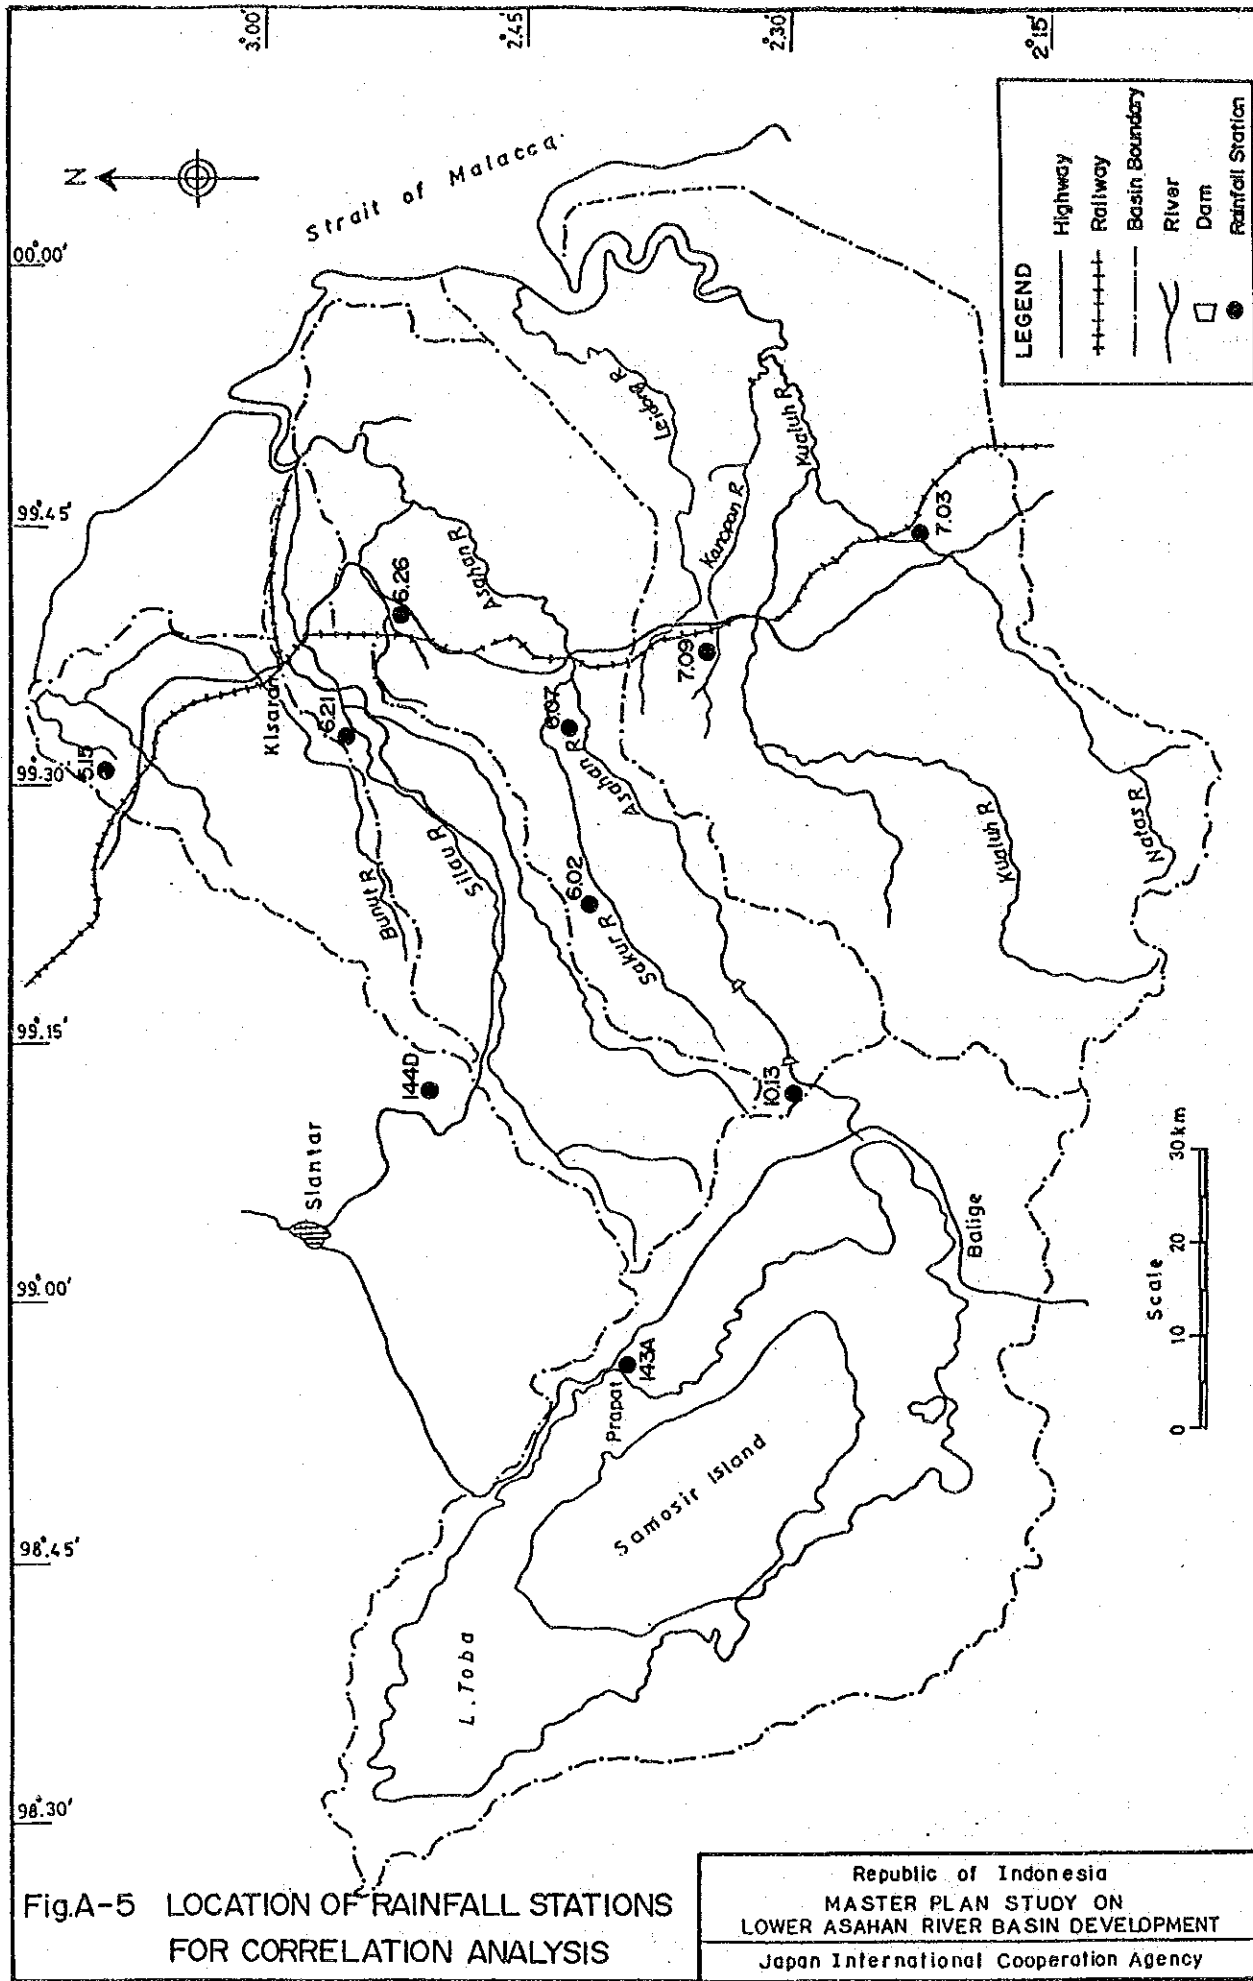 98°.30'
98°.45'
99°.00'
99°.15'
99°.30'
99°.45'
00°.00'
3°.00'
2°.45'
2°.30'
2°15'
N
Strait of Malacca
Kisaran
Siantar
Prapat
Balige
Samosir Island
L. Toba
Bunut R
Silau R
Sakur R
Asahan R
Asahan R
Leidong R
Kanopan R
Kualuh R
Kualuh R
Natas R
5.15
6.21
6.26
6.07
6.02
7.09
7.03
10.13
144D
143A
LEGEND
Highway
Railway
Basin Boundary
River
Dam
Rainfall Station
Scale
0 10 20 30km
Fig.A-5 LOCATION OF RAINFALL STATIONS
FOR CORRELATION ANALYSIS
Republic of Indonesia
MASTER PLAN STUDY ON
LOWER ASAHAN RIVER BASIN DEVELOPMENT
Japan International Cooperation Agency